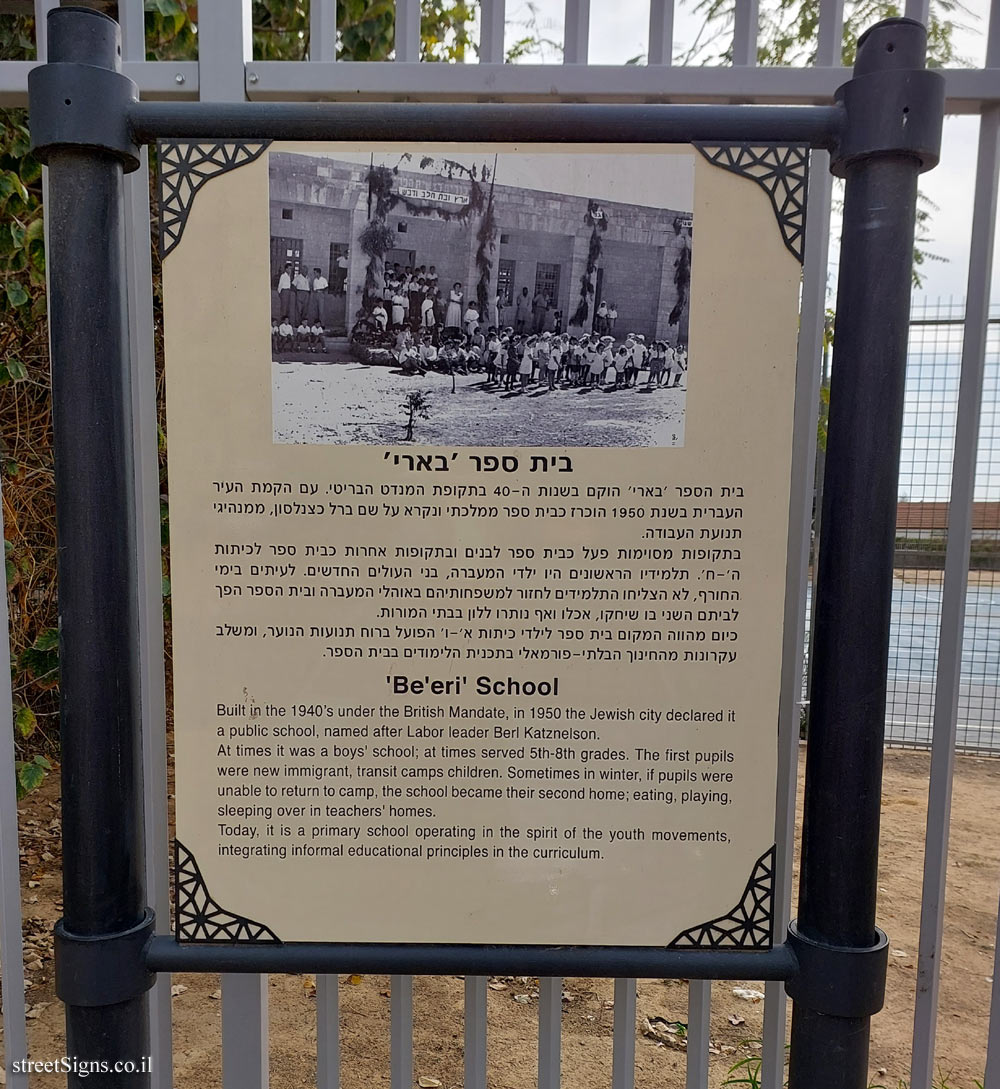 ארץ זבת חלב ודבש
בית ספר 'בארי'
בית הספר 'בארי' הוקם בשנות ה-40 בתקופת המנדט הבריטי. עם הקמת העיר
העברית בשנת 1950 הוכרז כבית ספר ממלכתי ונקרא על שם ברל כצנלסון, ממנהיגי
תנועת העבודה.
בתקופות מסוימות פעל כבית ספר לבנים ובתקופות אחרות כבית ספר לכיתות
ה'-ח'. תלמידיו הראשונים היו ילדי המעברה, בני העולים החדשים. לעיתים בימי
החורף, לא הצליחו התלמידים לחזור למשפחותיהם באוהלי המעברה ובית הספר הפך
לביתם השני בו שיחקו, אכלו ואף נותרו ללון בבתי המורות.
כיום מהווה המקום בית ספר לילדי כיתות א'-ו' הפועל ברוח תנועות הנוער, ומשלב
עקרונות מהחינוך הבלתי-פורמאלי בתכנית הלימודים בבית הספר.
'Be'eri' School
Built in the 1940's under the British Mandate, in 1950 the Jewish city declared it
a public school, named after Labor leader Berl Katznelson.
At times it was a boys' school; at times served 5th-8th grades. The first pupils
were new immigrant, transit camps children. Sometimes in winter, if pupils were
unable to return to camp, the school became their second home; eating, playing,
sleeping over in teachers' homes.
Today, it is a primary school operating in the spirit of the youth movements,
integrating informal educational principles in the curriculum.
streetSigns.co.il